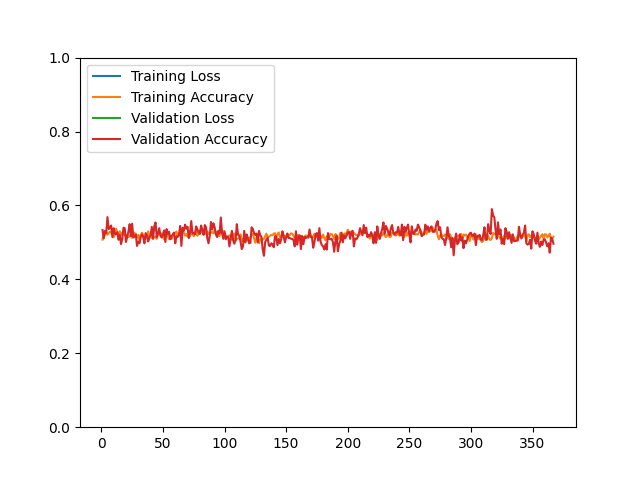 1.0
0.8
0.6
0.4
0.2
0.0
Training Loss
Training Accuracy
Validation Loss
Validation Accuracy
0 50 100 150 200 250 300 350